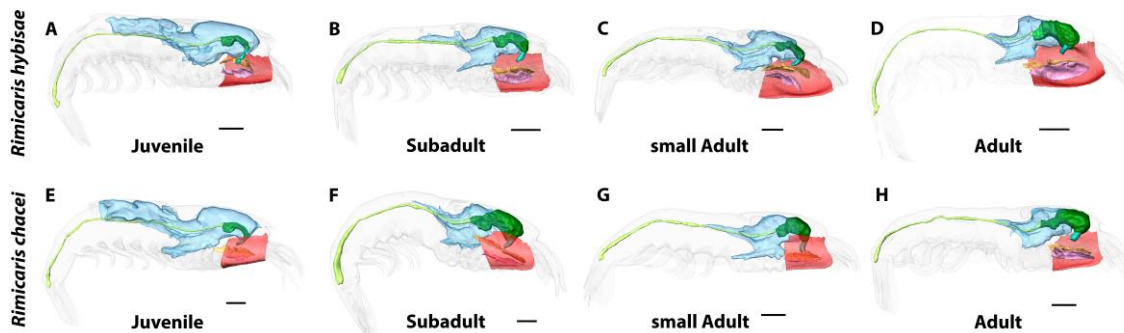 Rimicaris hybisae
A
B
C
D
Juvenile
Subadult
small Adult
Adult
Rimicaris chacei
E
F
G
H
Juvenile
Subadult
small Adult
Adult